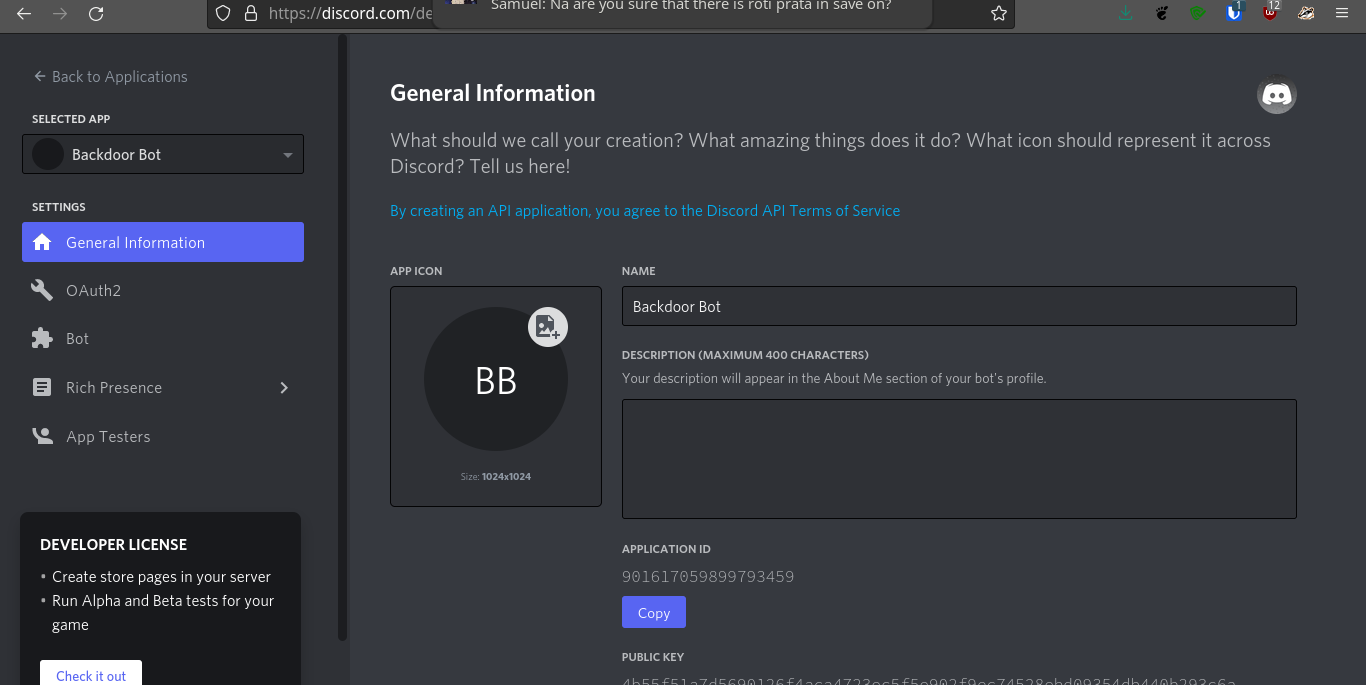 https://discord.com/de
Samuel: Na are you sure that there is roti prata in save on?
1
12
Back to Applications
SELECTED APP
Backdoor Bot
SETTINGS
General Information
OAuth2
Bot
Rich Presence
App Testers
DEVELOPER LICENSE
• Create store pages in your server
• Run Alpha and Beta tests for your
game
Check it out
General Information
What should we call your creation? What amazing things does it do? What icon should represent it across
Discord? Tell us here!
By creating an API application, you agree to the Discord API Terms of Service
APP ICON
BB
Size: 1024x1024
NAME
Backdoor Bot
DESCRIPTION (MAXIMUM 400 CHARACTERS)
Your description will appear in the About Me section of your bot's profile.
APPLICATION ID
901617059899793459
Copy
PUBLIC KEY